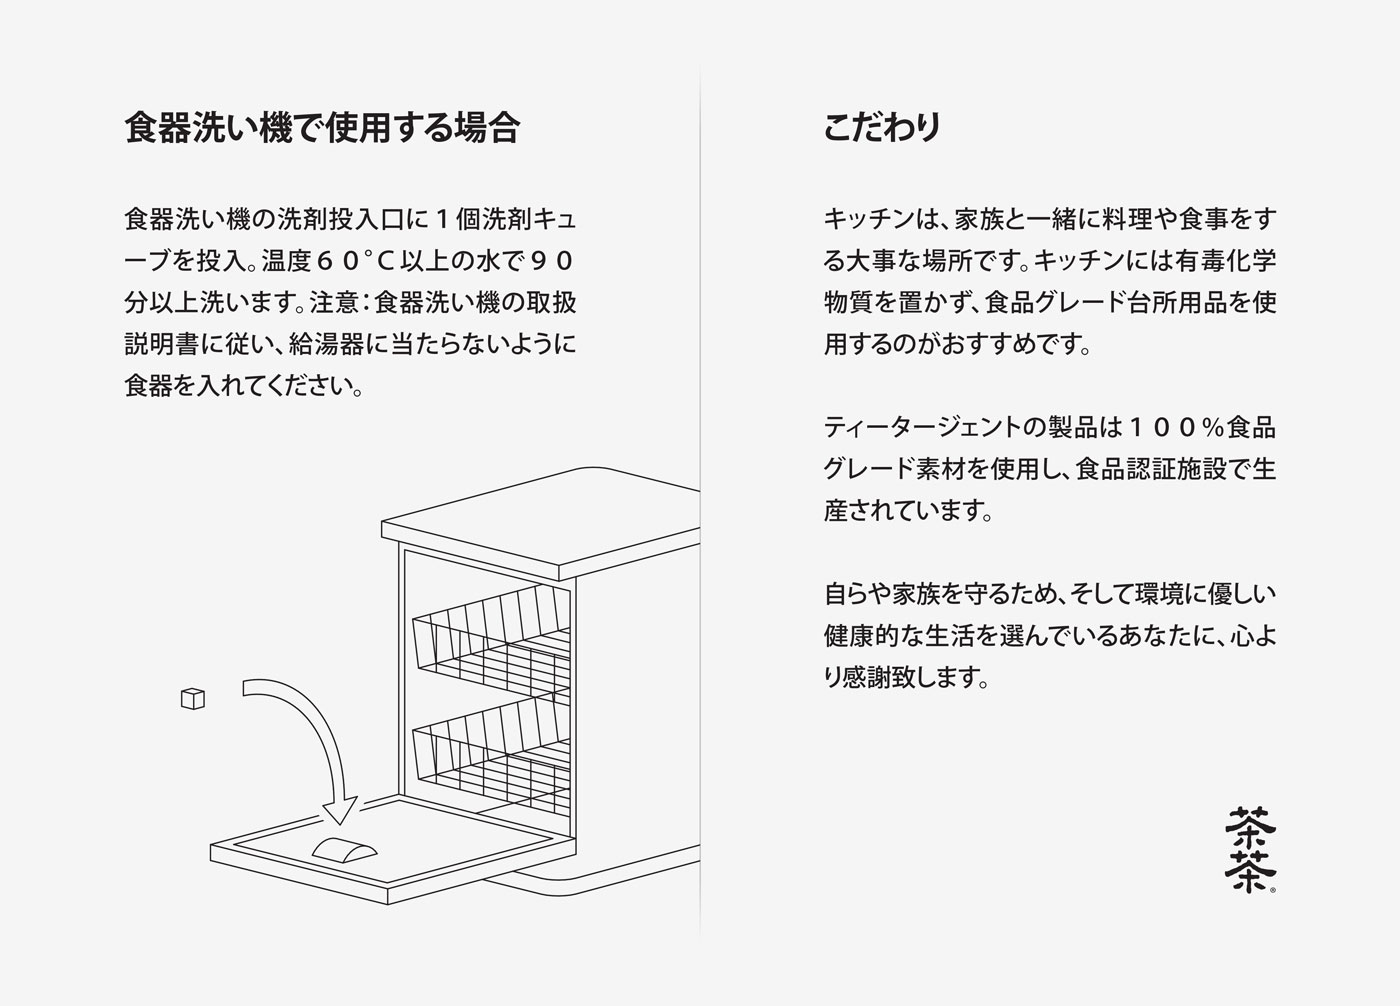 食器洗い機で使用する場合
食器洗い機の洗剤投入口に１個洗剤キュ
ーブを投入。温度６０°C以上の水で９０
分以上洗います。注意：食器洗い機の取扱
説明書に従い、給湯器に当たらないように
食器を入れてください。
こだわり
キッチンは、家族と一緒に料理や食事をす
る大事な場所です。キッチンには有毒化学
物質を置かず、食品グレード台所用品を使
用するのがおすすめです。
ティータージェントの製品は１００％食品
グレード素材を使用し、食品認証施設で生
産されています。
自らや家族を守るため、そして環境に優しい
健康的な生活を選んでいるあなたに、心よ
り感謝致します。
茶
茶®